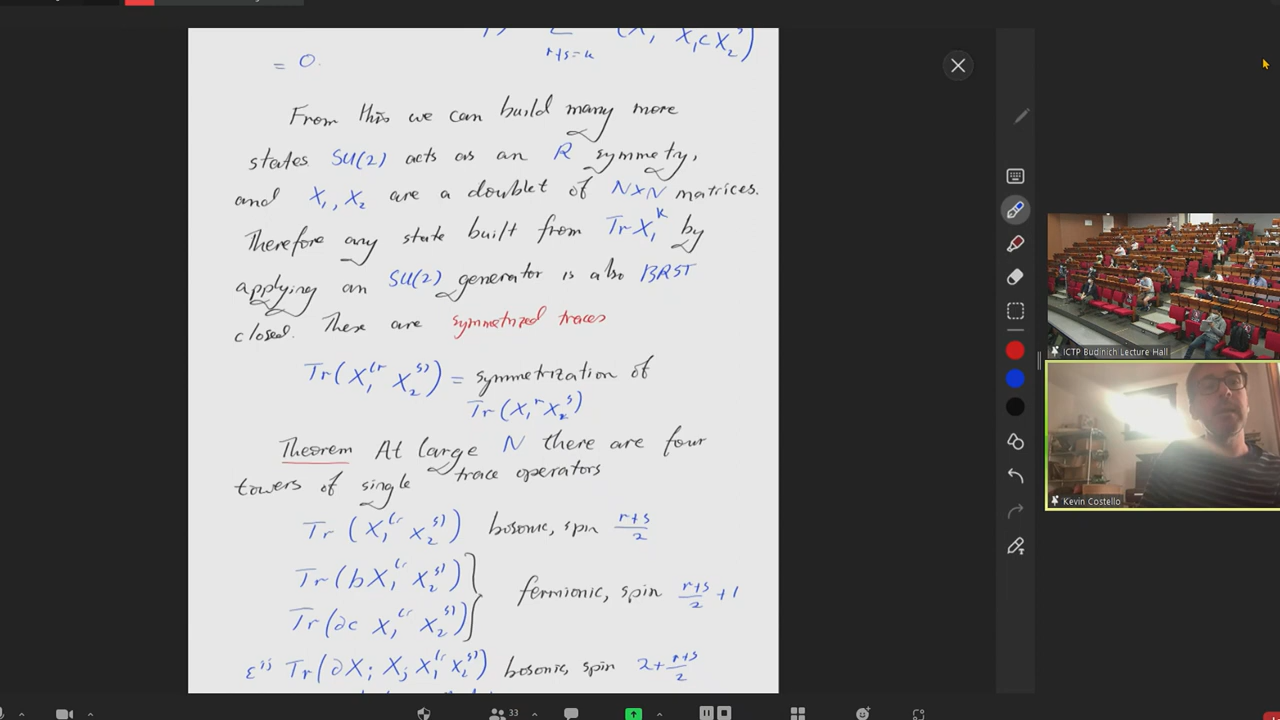 r+s=k
(X₁ X₁ c X₂ˢ⁾)
= 0.
From this we can build many more
states SU(2) acts as an R symmetry,
and X₁, X₂ are a doublet of N×N matrices.
Therefore any state built from Tr X₁ᵏ by
applying an SU(2) generator is also BRST
closed. These are symmetrized traces
Tr(X₁⁽ʳ X₂ˢ⁾) = symmetrization of
Tr(X₁ʳ X₂ˢ)
Theorem At large N there are four
towers of single trace operators
Tr (X₁⁽ʳ X₂ˢ⁾) bosonic, spin (r+s)/2
Tr(b X₁⁽ʳ X₂ˢ⁾)
Tr(∂c X₁⁽ʳ X₂ˢ⁾) } fermionic, spin (r+s)/2 + 1
εⁱʲ Tr(∂Xᵢ Xⱼ X₁⁽ʳ X₂ˢ⁾) bosonic, spin 2 + (r+s)/2
ICTP Budinich Lecture Hall
Kevin Costello
33